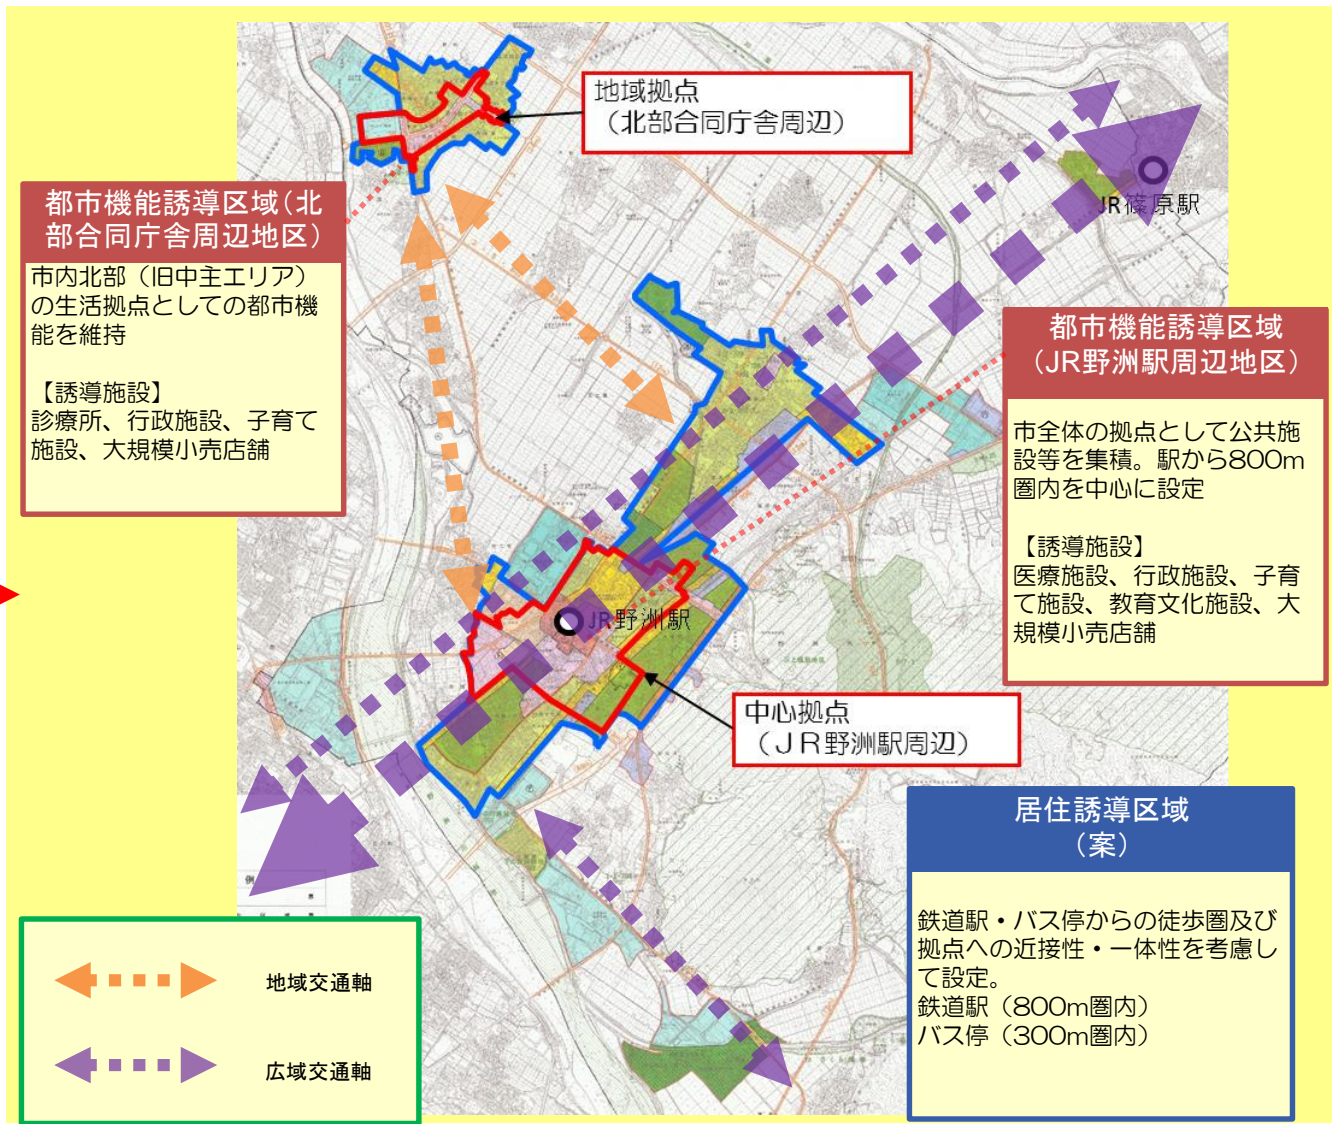 地域拠点
（北部合同庁舎周辺）
都市機能誘導区域（北
部合同庁舎周辺地区）
市内北部（旧中主エリア）
の生活拠点としての都市機
能を維持
【誘導施設】
診療所、行政施設、子育て
施設、大規模小売店舗
JR篠原駅
都市機能誘導区域
（JR野洲駅周辺地区）
市全体の拠点として公共施
設等を集積。駅から800m
圏内を中心に設定
【誘導施設】
医療施設、行政施設、子育
て施設、教育文化施設、大
規模小売店舗
JR野洲駅
中心拠点
（ＪＲ野洲駅周辺）
居住誘導区域
（案）
鉄道駅・バス停からの徒歩圏及び
拠点への近接性・一体性を考慮し
て設定。
鉄道駅（800m圏内）
バス停（300m圏内）
例
地域交通軸
広域交通軸